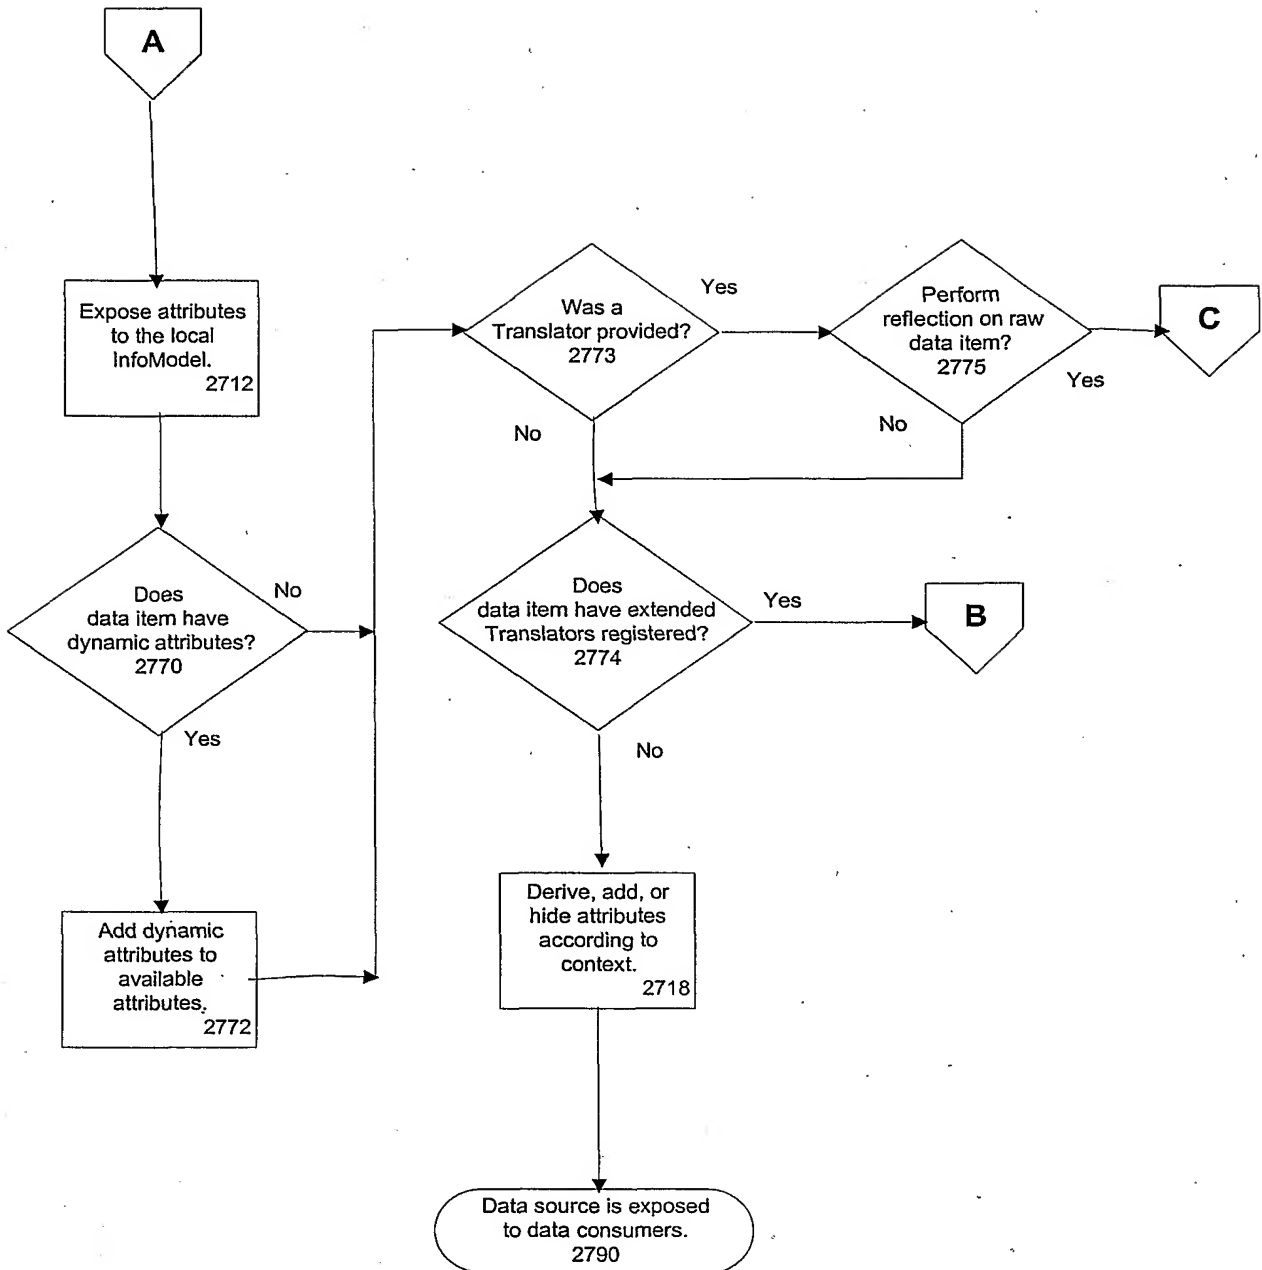 A
Expose attributes
to the local
InfoModel.
2712
Does
data item have
dynamic attributes?
2770
No
Yes
Add dynamic
attributes to
available
attributes.
2772
Was a
Translator provided?
2773
Yes
No
Perform
reflection on raw
data item?
2775
Yes
No
C
Does
data item have extended
Translators registered?
2774
Yes
No
B
Derive, add, or
hide attributes
according to
context.
2718
Data source is exposed
to data consumers.
2790